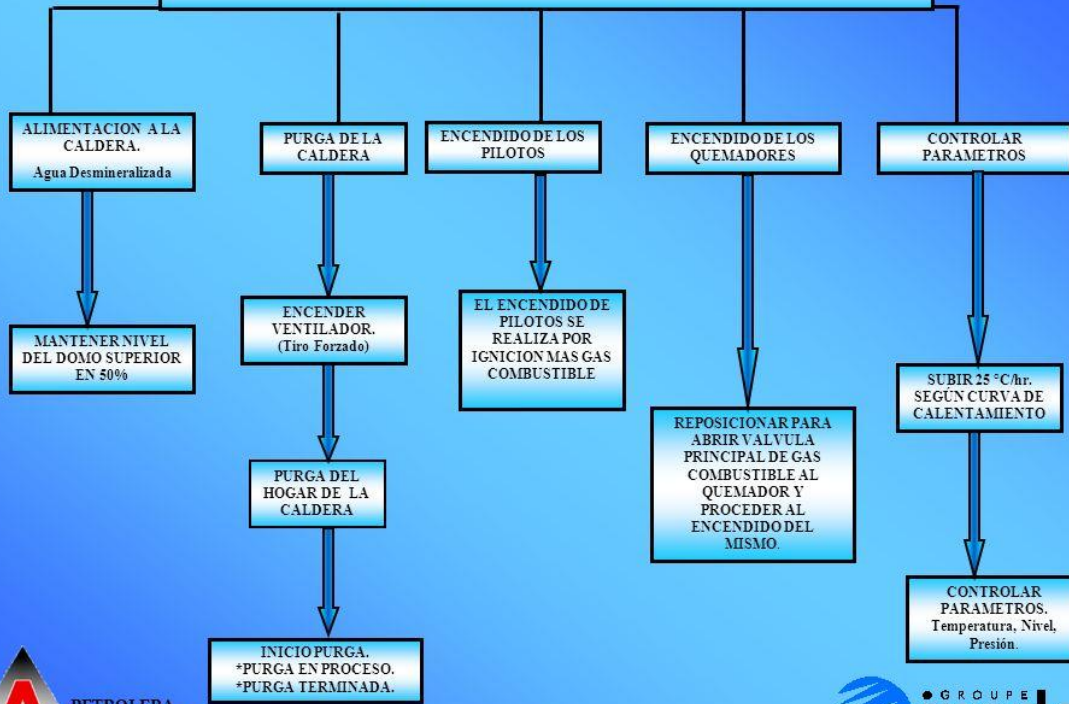 ALIMENTACION A LA
CALDERA.
Agua Desmineralizada
MANTENER NIVEL
DEL DOMO SUPERIOR
EN 50%
PURGA DE LA
CALDERA
ENCENDER
VENTILADOR.
(Tiro Forzado)
PURGA DEL
HOGAR DE LA
CALDERA
INICIO PURGA.
*PURGA EN PROCESO.
*PURGA TERMINADA.
ENCENDIDO DE LOS
PILOTOS
EL ENCENDIDO DE
PILOTOS SE
REALIZA POR
IGNICION MAS GAS
COMBUSTIBLE
ENCENDIDO DE LOS
QUEMADORES
REPOSICIONAR PARA
ABRIR VALVULA
PRINCIPAL DE GAS
COMBUSTIBLE AL
QUEMADOR Y
PROCEDER AL
ENCENDIDO DEL
MISMO.
CONTROLAR
PARAMETROS
SUBIR 25 °C/hr.
SEGÚN CURVA DE
CALENTAMIENTO
CONTROLAR
PARAMETROS.
Temperatura, Nivel,
Presión.
PETROLERA
GROUPE